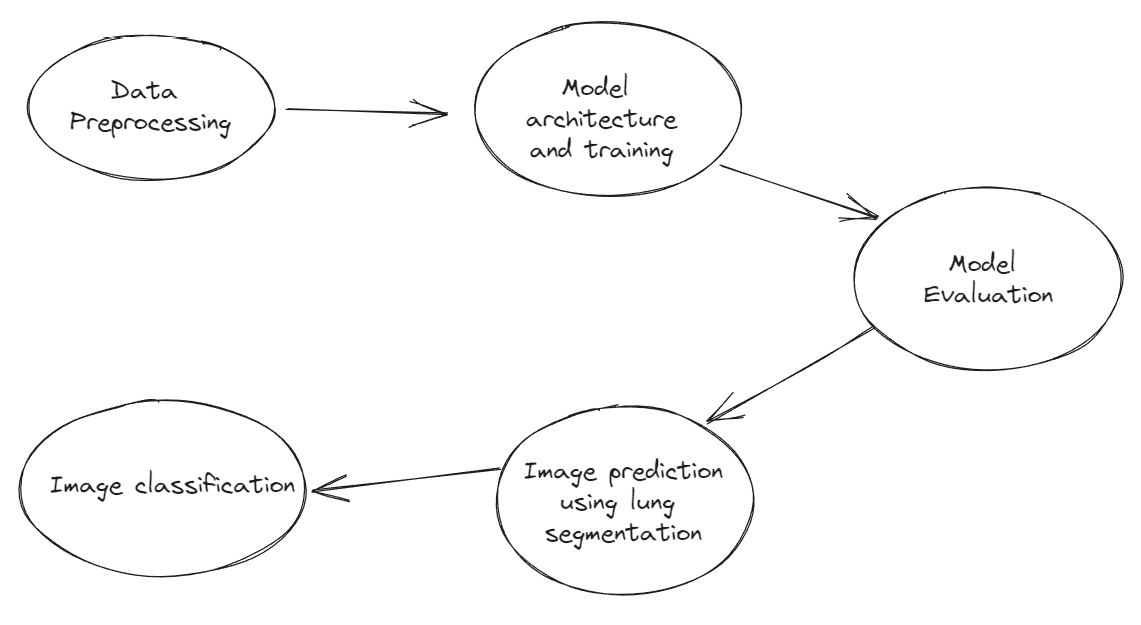 Data
Preprocessing
Model
architecture
and training
Model
Evaluation
Image prediction
using lung
segmentation
Image classification